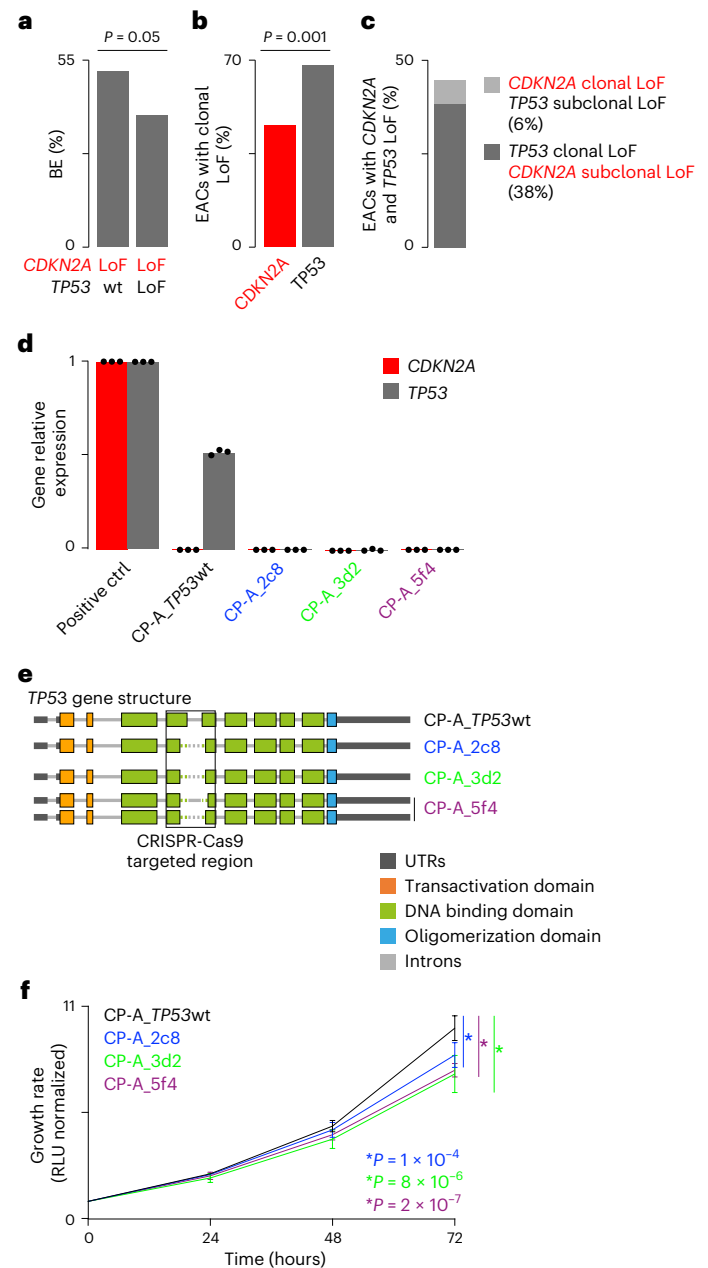 a
P = 0.05
55
BE (%)
0
CDKN2A LoF LoF
TP53 wt LoF
b
P = 0.001
70
EACs with clonal
LoF (%)
0
CDKN2A
TP53
c
50
EACs with CDKN2A
and TP53 LoF (%)
0
CDKN2A clonal LoF
TP53 subclonal LoF
(6%)
TP53 clonal LoF
CDKN2A subclonal LoF
(38%)
d
1
Gene relative
expression
0
CDKN2A
TP53
Positive ctrl
CP-A_TP53wt
CP-A_2c8
CP-A_3d2
CP-A_5f4
e
TP53 gene structure
CP-A_TP53wt
CP-A_2c8
CP-A_3d2
CP-A_5f4
CRISPR-Cas9
targeted region
UTRs
Transactivation domain
DNA binding domain
Oligomerization domain
Introns
f
11
CP-A_TP53wt
CP-A_2c8
CP-A_3d2
CP-A_5f4
Growth rate
(RLU normalized)
* * *
*P = 1 × 10⁻⁴
*P = 8 × 10⁻⁶
*P = 2 × 10⁻⁷
0
0 24 48 72
Time (hours)